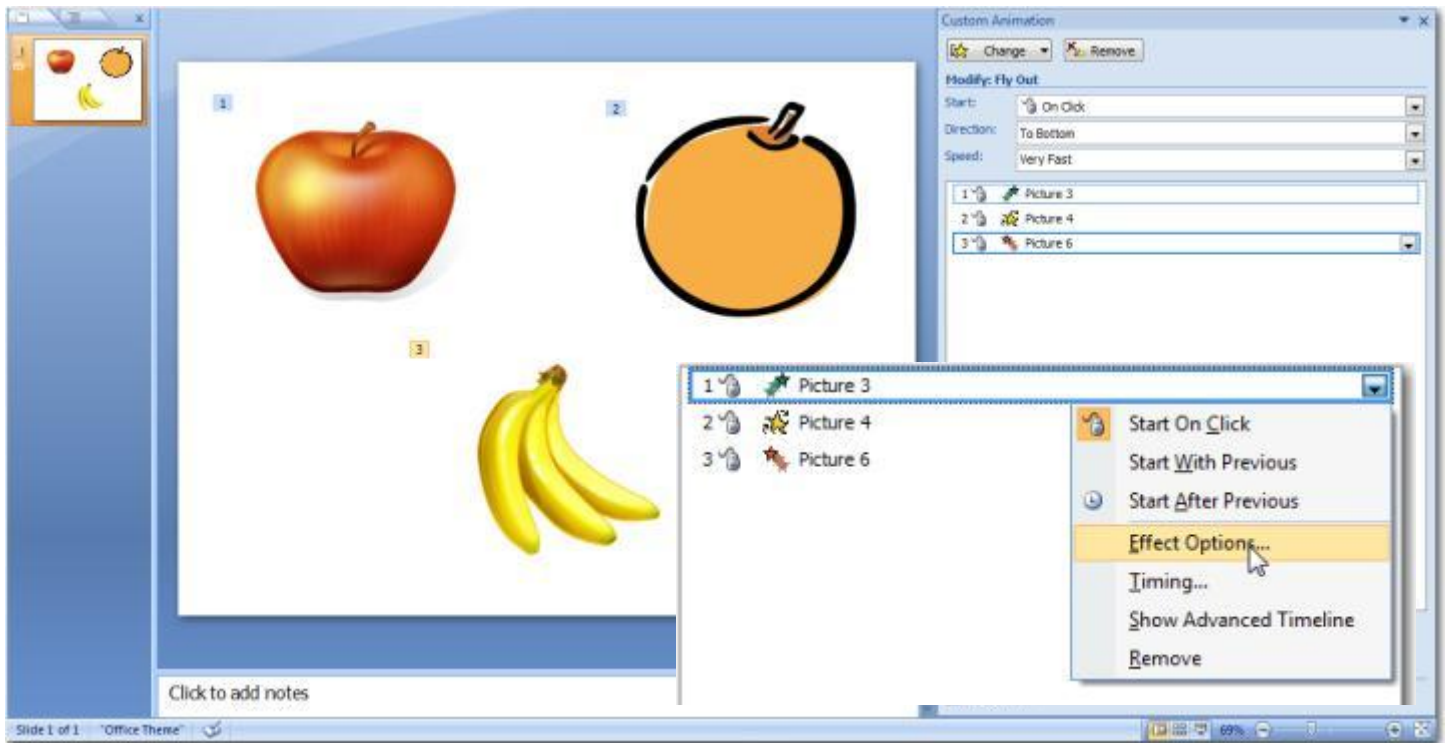 Custom Animation
Change
Remove
Modify: Fly Out
Start: On Click
Direction: To Bottom
Speed: Very Fast
1 Picture 3
2 Picture 4
3 Picture 6
1
1
2
3
1 Picture 3
2 Picture 4
3 Picture 6
Start On Click
Start With Previous
Start After Previous
Effect Options...
Timing...
Show Advanced Timeline
Remove
Click to add notes
Slide 1 of 1 "Office Theme" 69%